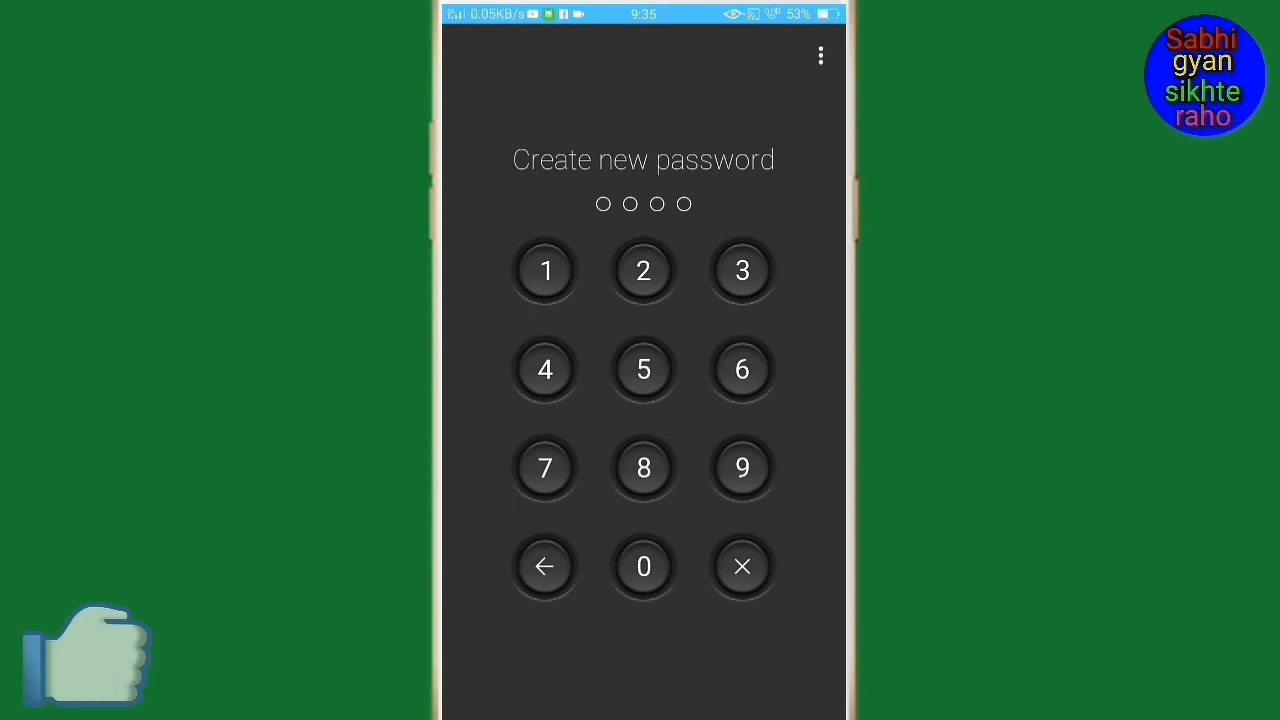 0.05KB/s 9:35 53%
Sabhi
gyan
sikhte
raho
Create new password
1 2 3
4 5 6
7 8 9
0